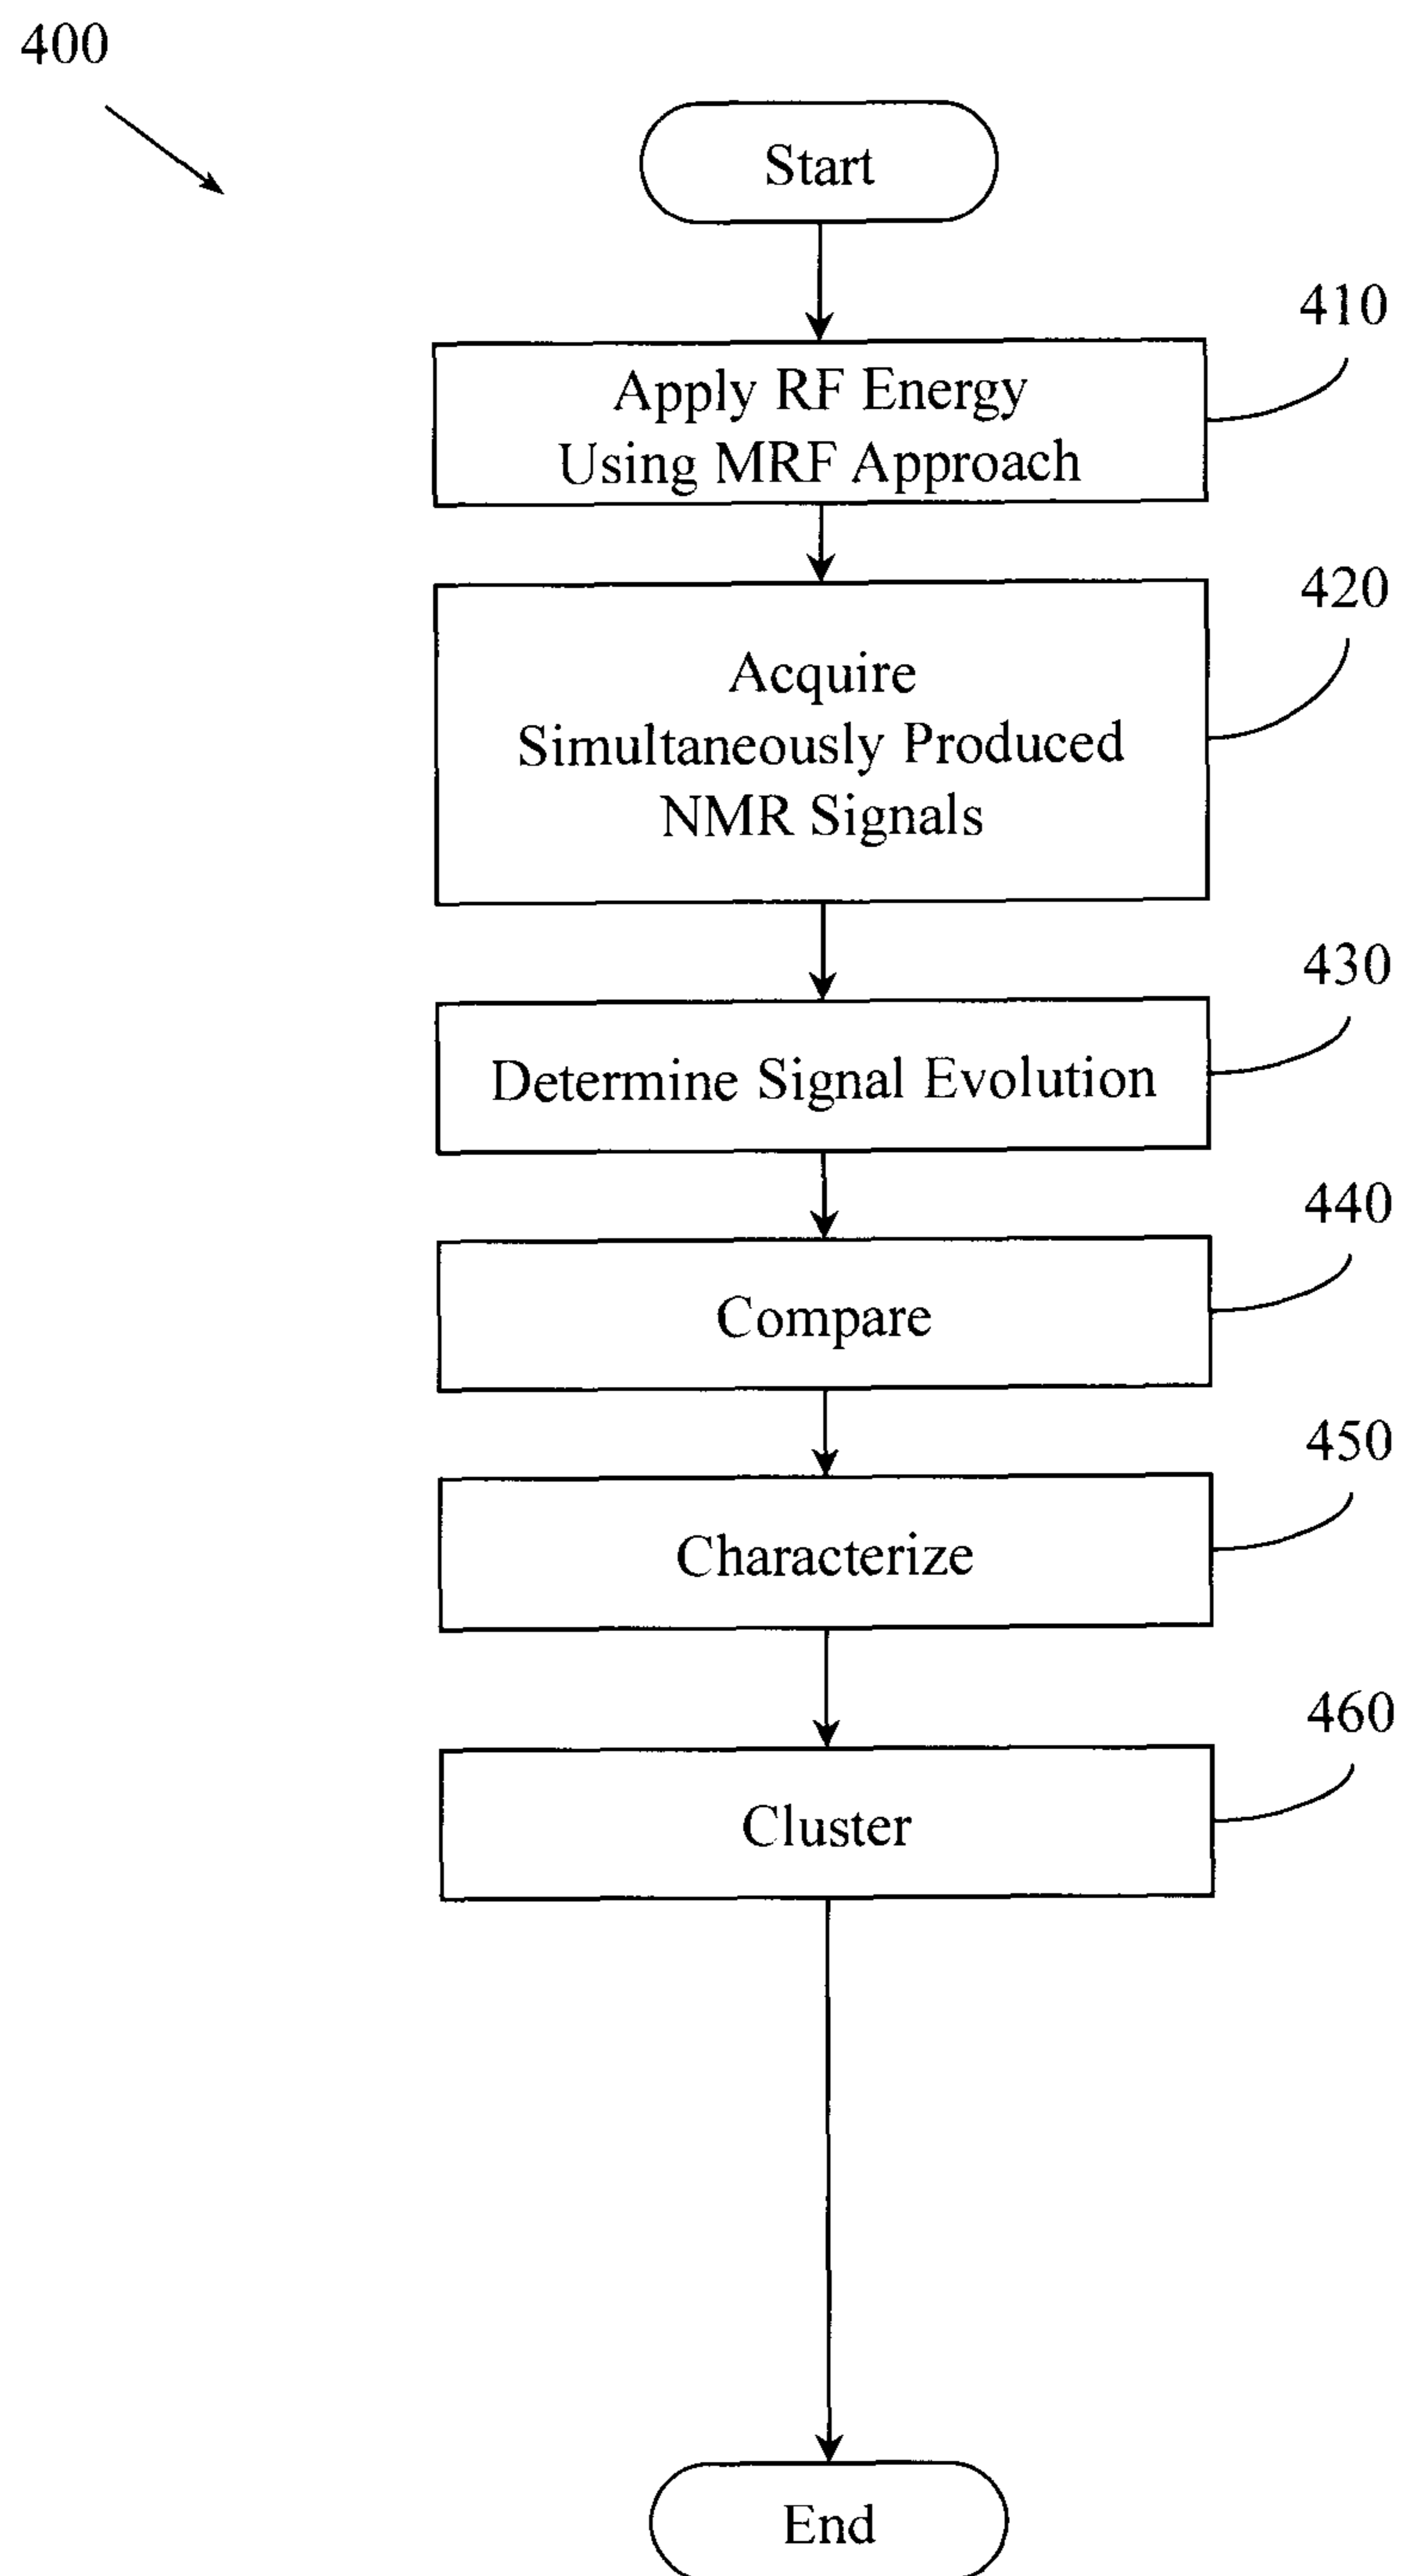 400
Start
410
Apply RF Energy
Using MRF Approach
420
Acquire
Simultaneously Produced
NMR Signals
430
Determine Signal Evolution
440
Compare
450
Characterize
460
Cluster
End